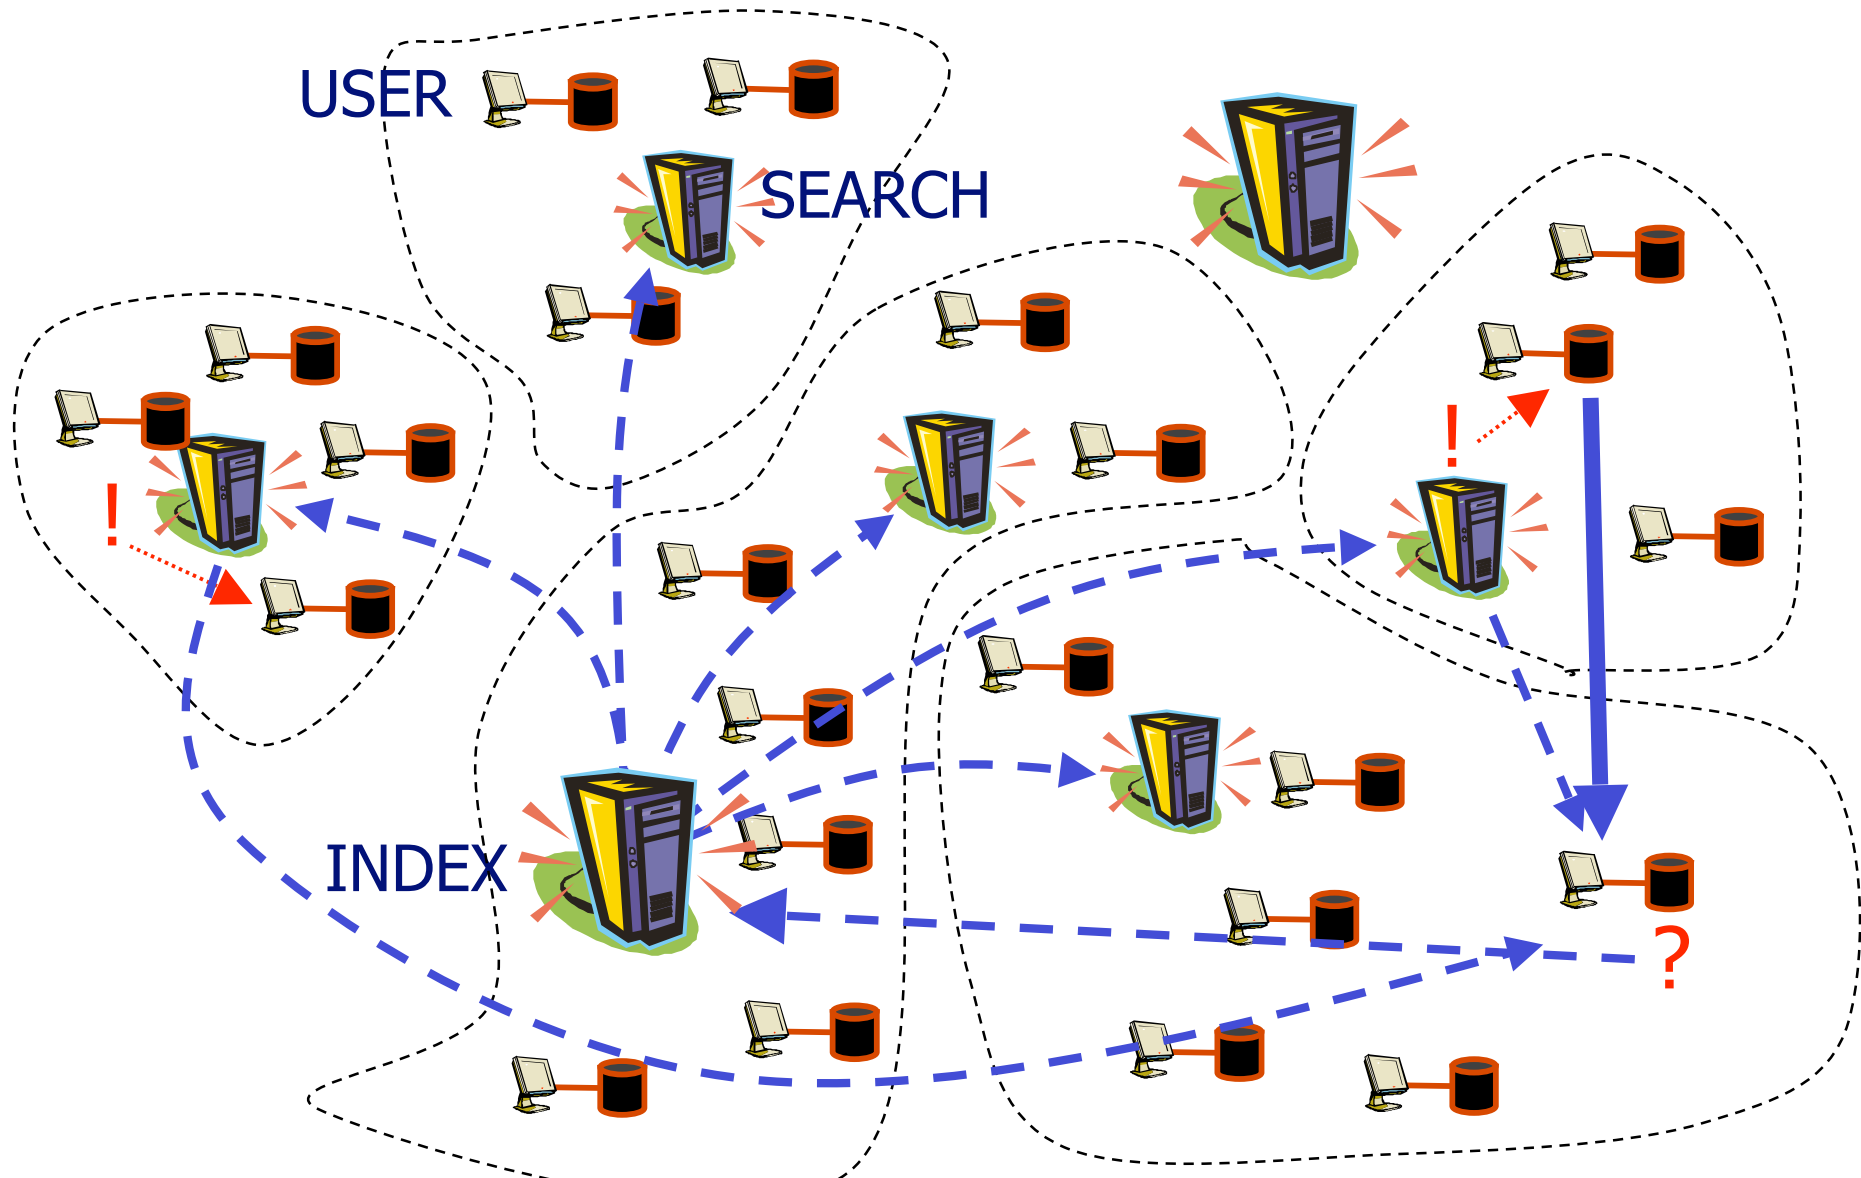 USER
SEARCH
!
!
INDEX
?